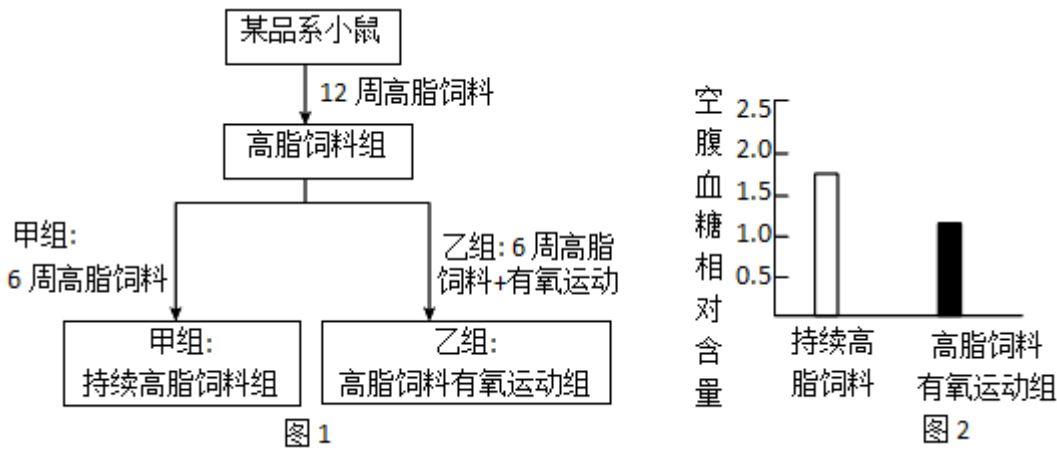 某品系小鼠
12 周高脂饲料
高脂饲料组
甲组:
6 周高脂饲料
乙组: 6 周高脂
饲料+有氧运动
甲组:
持续高脂饲料组
乙组:
高脂饲料有氧运动组
图 1
空腹血糖相对含量
2.5
2.0
1.5
1.0
0.5
持续高
脂饲料
高脂饲料
有氧运动组
图 2